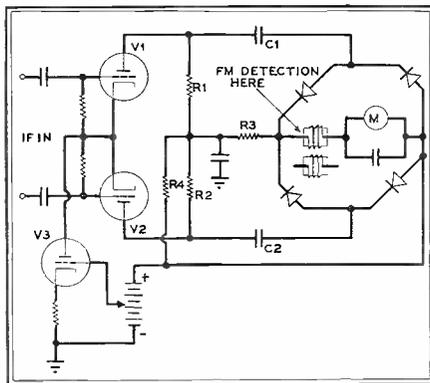 V1
C1
FM DETECTION
HERE
R1
M
IF IN
R3
R4
R2
V2
V3
C2
+
-